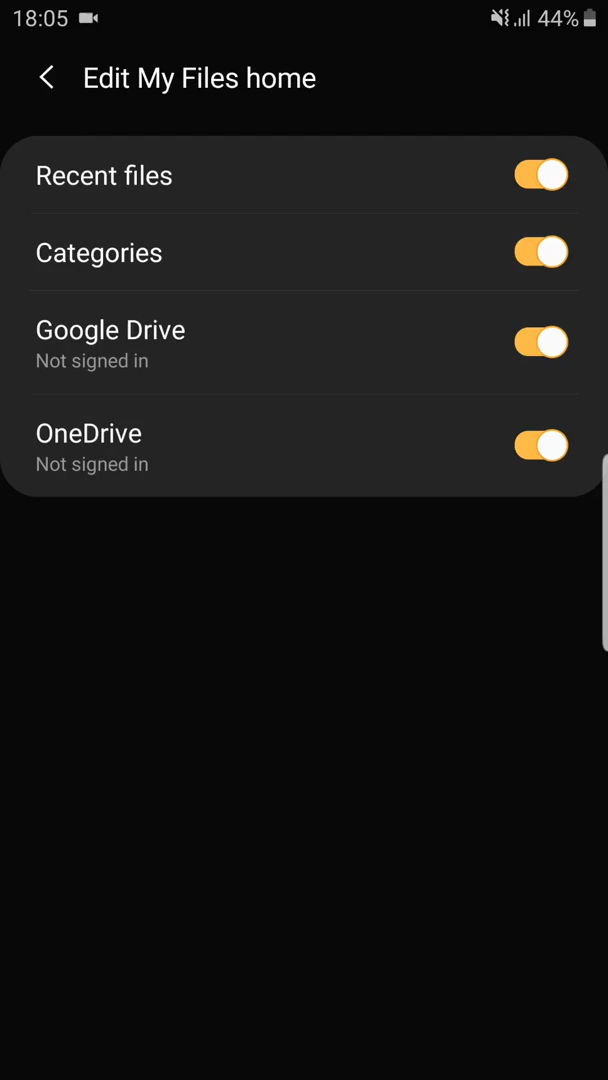 18:05 44%
Edit My Files home
Recent files
Categories
Google Drive
Not signed in
OneDrive
Not signed in